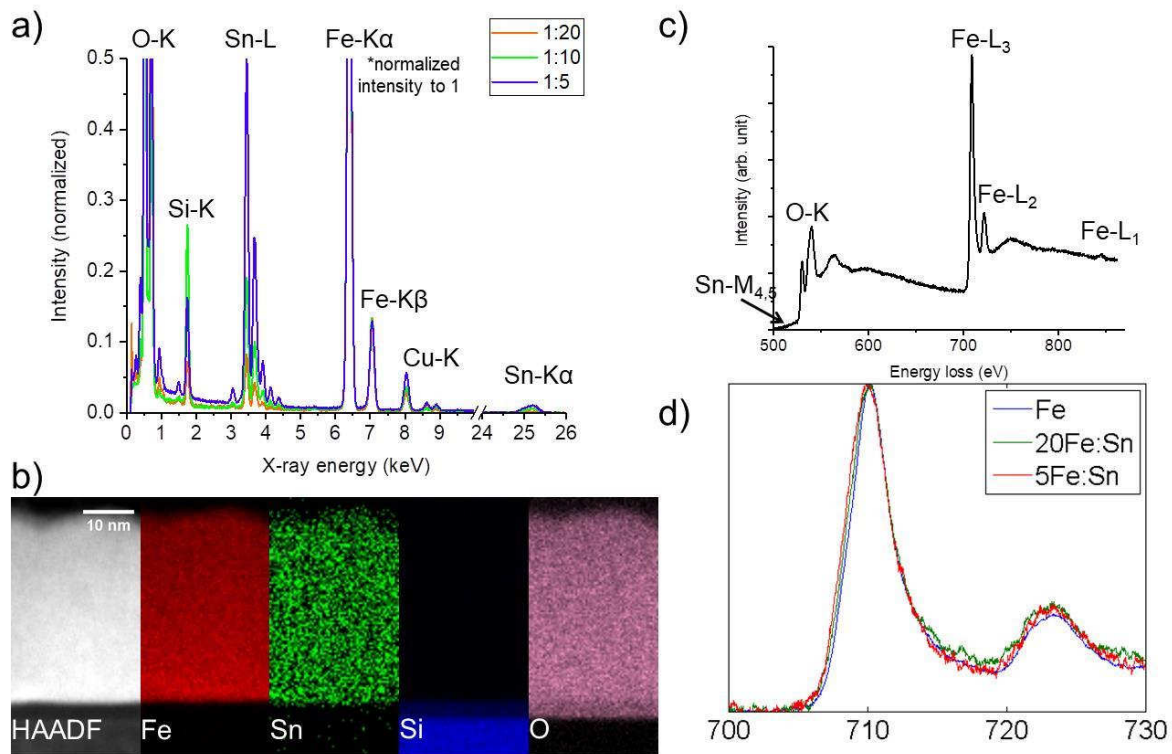 a)
O-K
Sn-L
Fe-Kα
*normalized
intensity to 1
1:20
1:10
1:5
Si-K
Fe-Kβ
Cu-K
Sn-Kα
Intensity (normalized)
0.5
0.4
0.3
0.2
0.1
0.0
0 1 2 3 4 5 6 7 8 9 24 25 26
X-ray energy (keV)
c)
Fe-L3
Fe-L2
O-K
Fe-L1
Sn-M4,5
Intensity (arb. unit)
500 600 700 800
Energy loss (eV)
b)
10 nm
HAADF Fe Sn Si O
d)
Fe
20Fe:Sn
5Fe:Sn
700 710 720 730